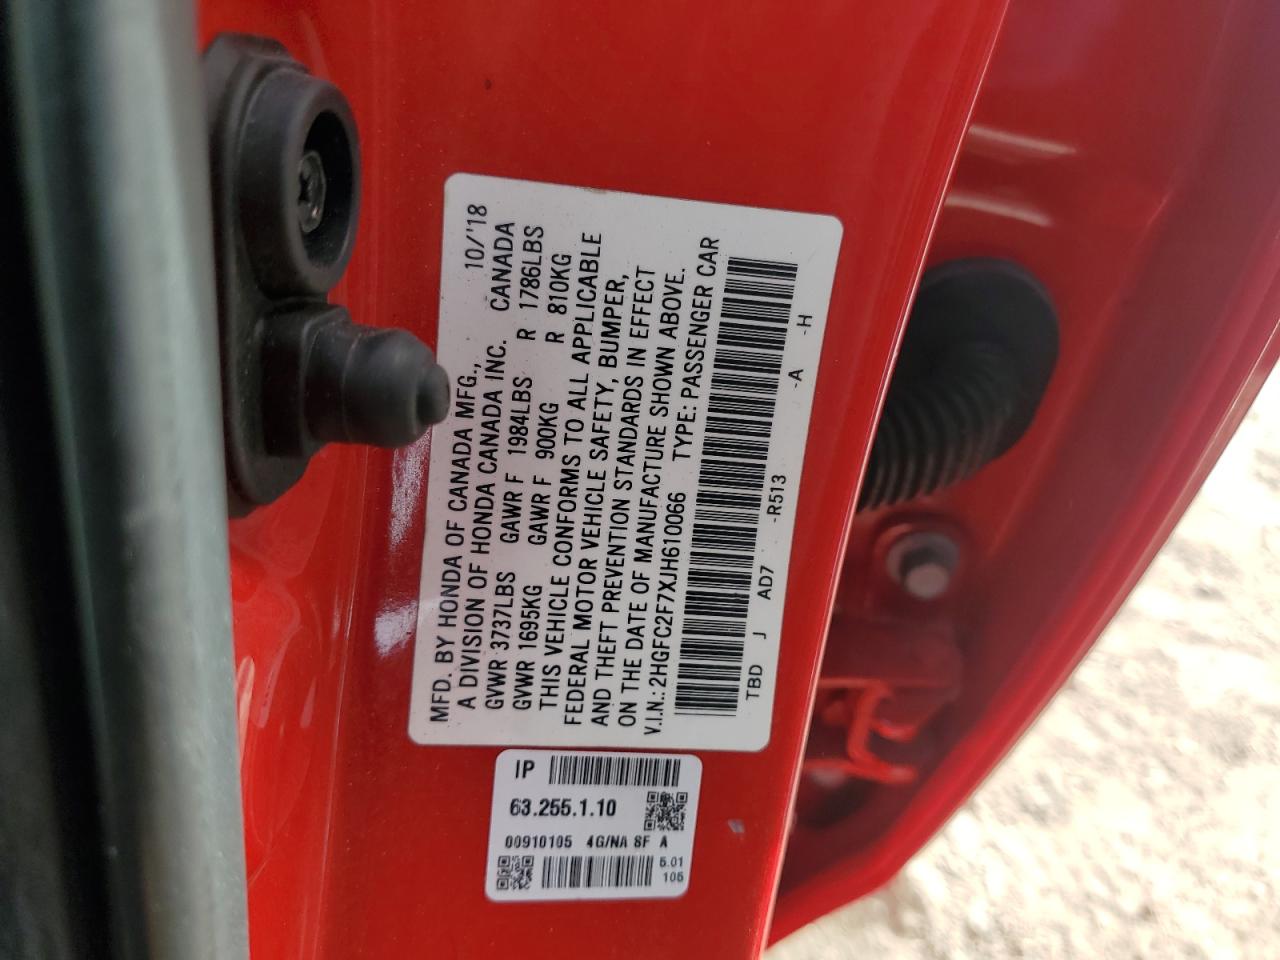 MFD. BY HONDA OF CANADA MFG., 10/'18
A DIVISION OF HONDA CANADA INC. CANADA
GVWR 3737LBS GAWR F 1984LBS R 1786LBS
GVWR 1695KG GAWR F 900KG R 810KG
THIS VEHICLE CONFORMS TO ALL APPLICABLE
FEDERAL MOTOR VEHICLE SAFETY, BUMPER,
AND THEFT PREVENTION STANDARDS IN EFFECT
ON THE DATE OF MANUFACTURE SHOWN ABOVE.
V.I.N.: 2HGFC2F7XJH610066 TYPE: PASSENGER CAR
TBD J AD7 -R513 -A -H
IP
63.255.1.10
00910105 4G/NA SF A
5.01
105